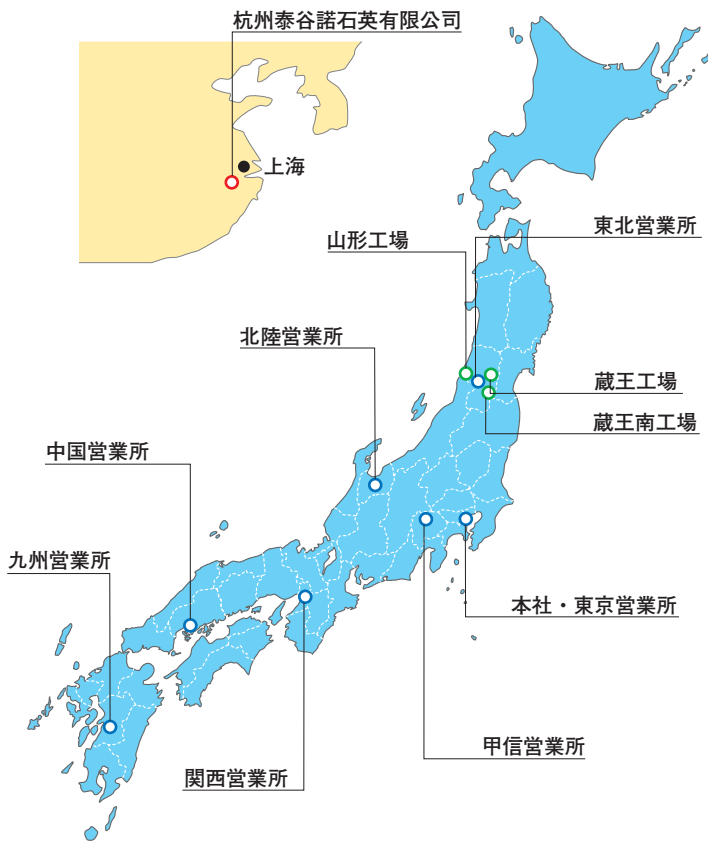 杭州泰谷諾石英有限公司
上海
東北営業所
山形工場
北陸営業所
蔵王工場
蔵王南工場
中国営業所
九州営業所
本社・東京営業所
甲信営業所
関西営業所